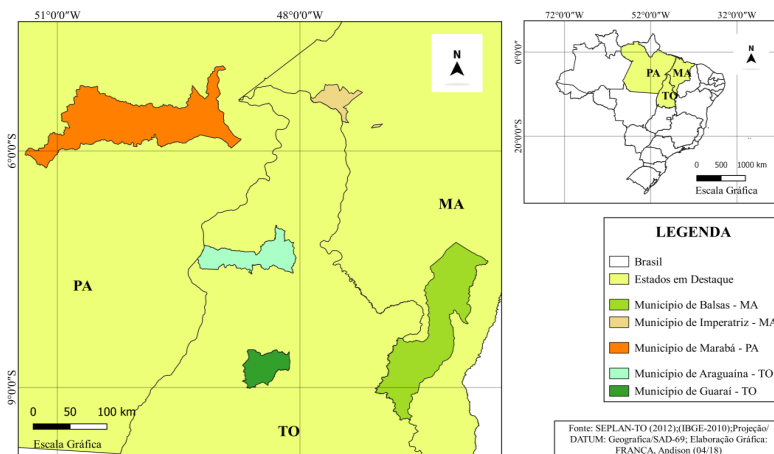 51°0'0"W
48°0'0"W
N
6°0'0"S
MA
PA
9°0'0"S
0 50 100 km
Escala Gráfica
TO
72°0'0"W 52°0'0"W 32°0'0"W
0°0'0"
N
PA MA
TO
20°0'0"S
0 500 1000 km
Escala Gráfica
LEGENDA
Brasil
Estados em Destaque
Município de Balsas - MA
Município de Imperatriz - MA
Município de Marabá - PA
Município de Araguaína - TO
Município de Guaraí - TO
Fonte: SEPLAN-TO (2012);(IBGE-2010);Projeção/
DATUM: Geografica/SAD-69; Elaboração Gráfica:
FRANÇA, Andison (04/18)